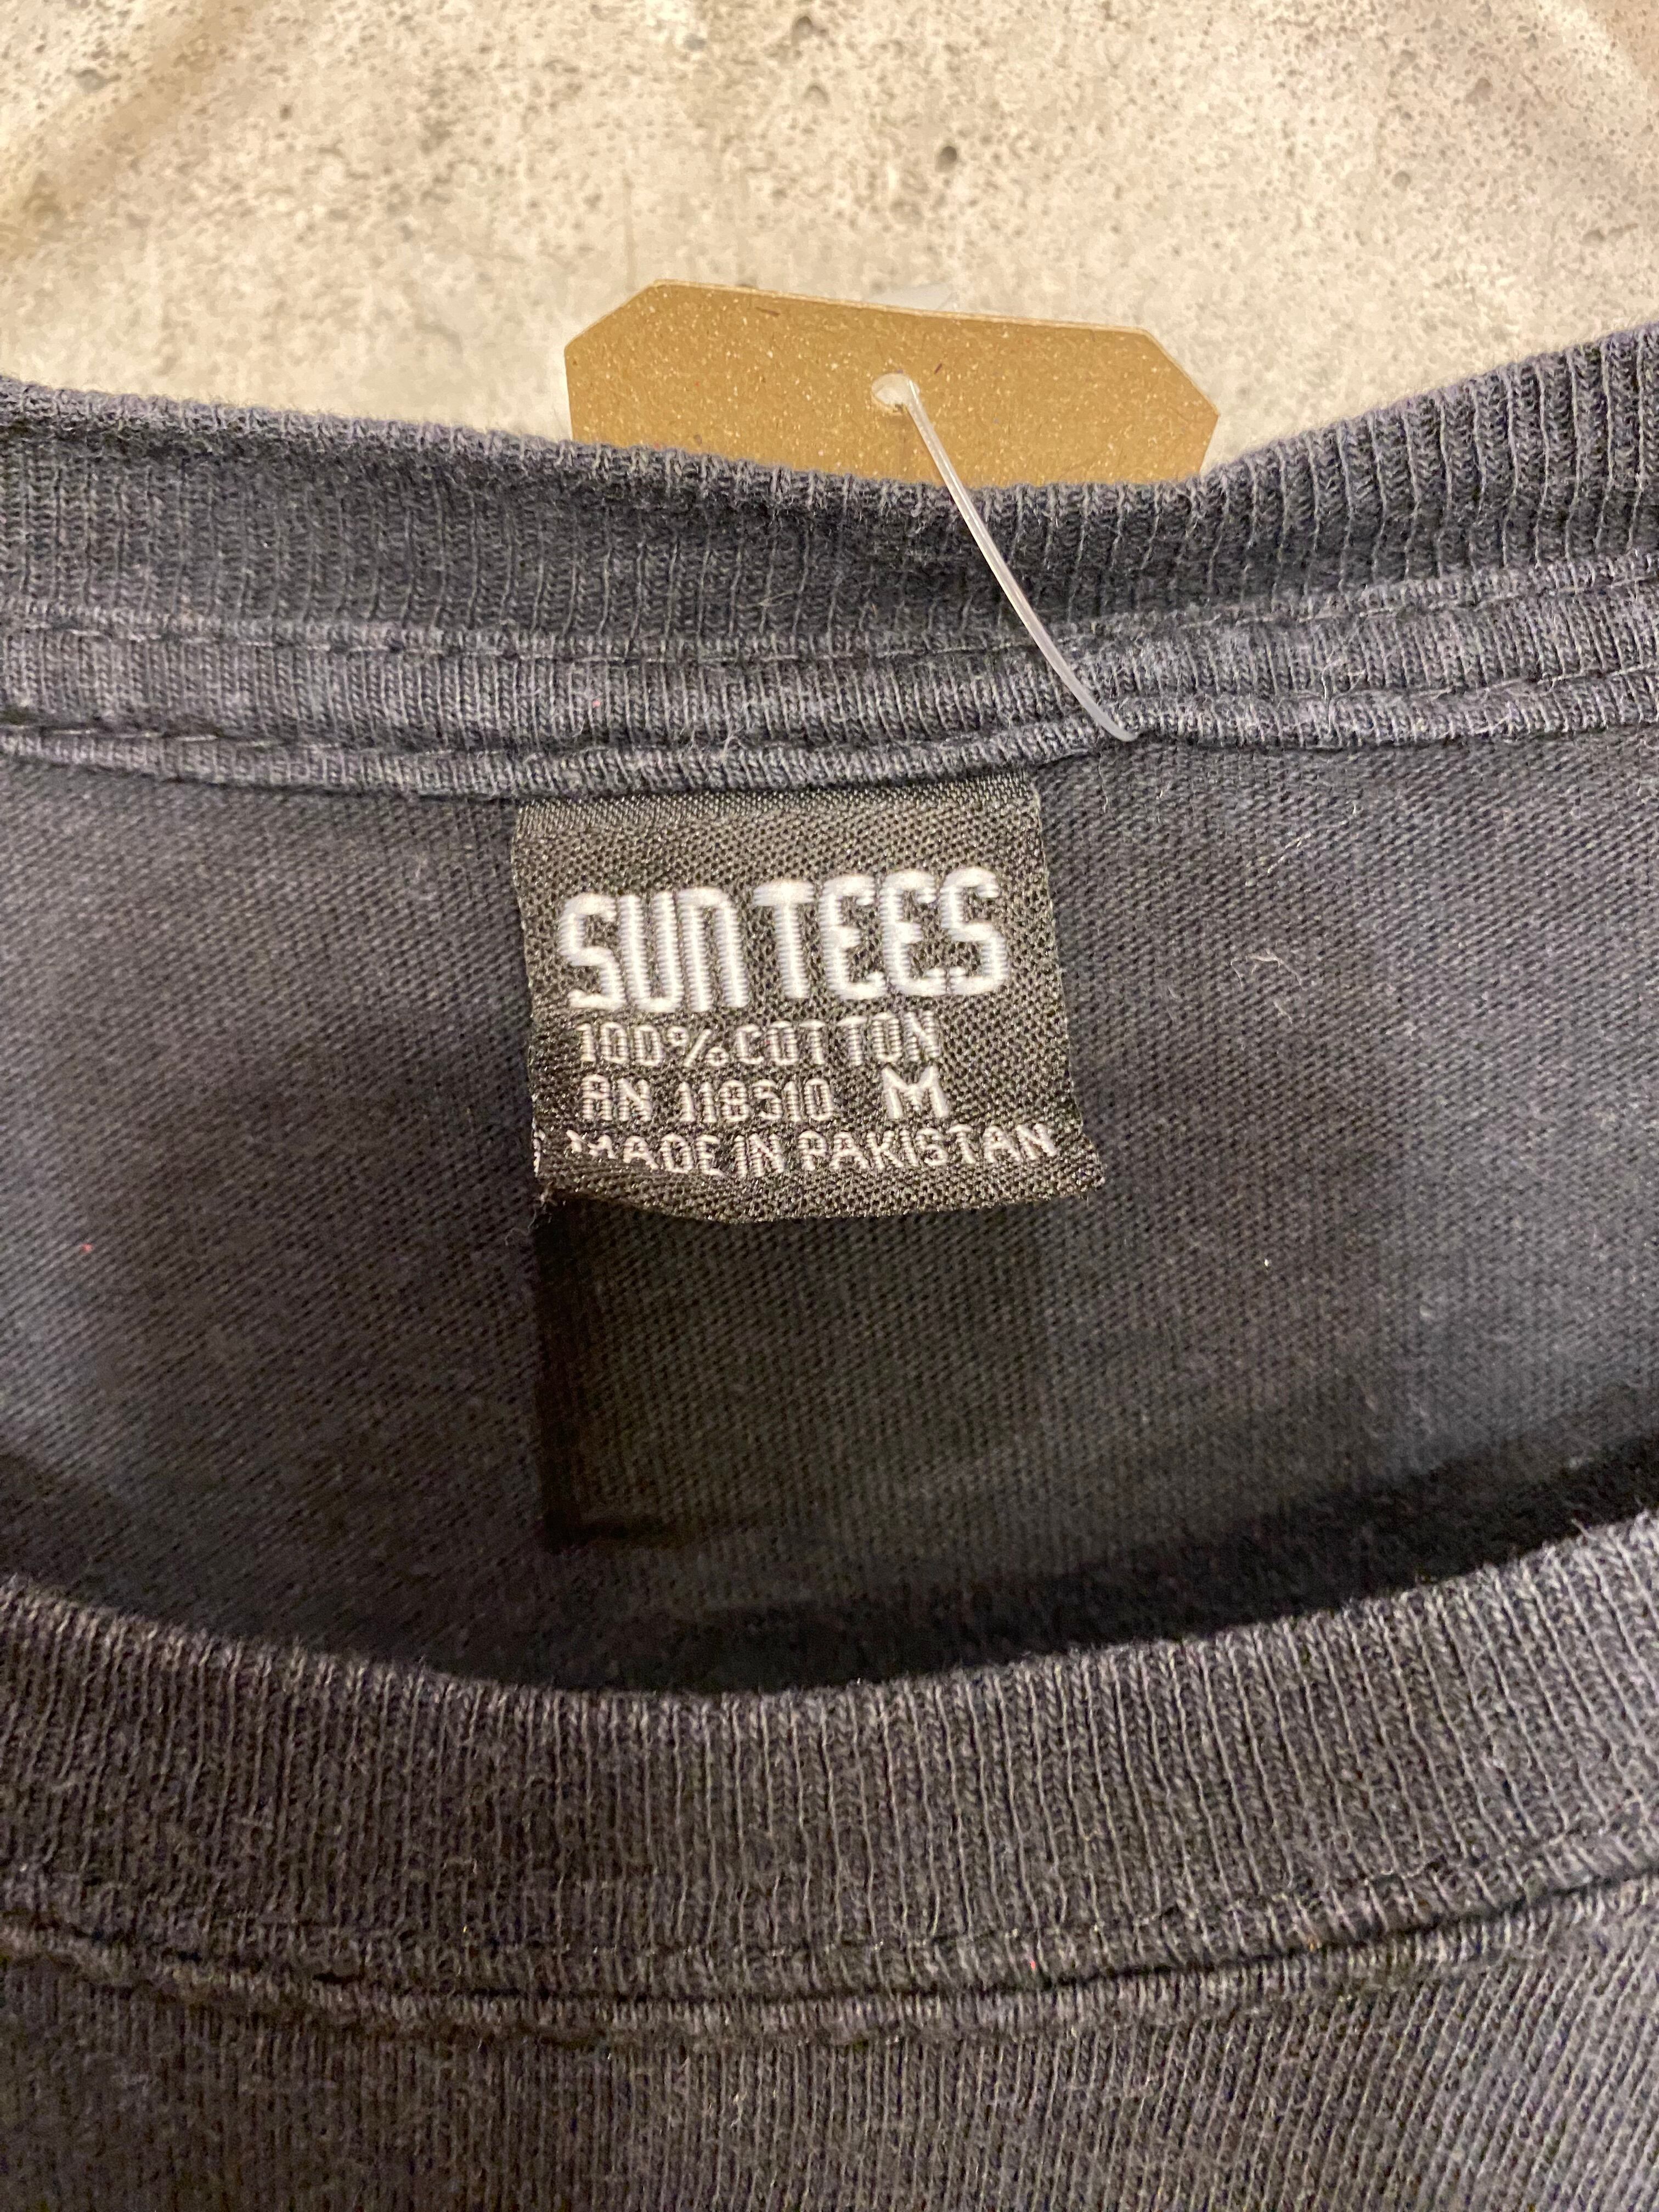 SUN TEES
100% COTTON
RN 118510 M
MADE IN PAKISTAN